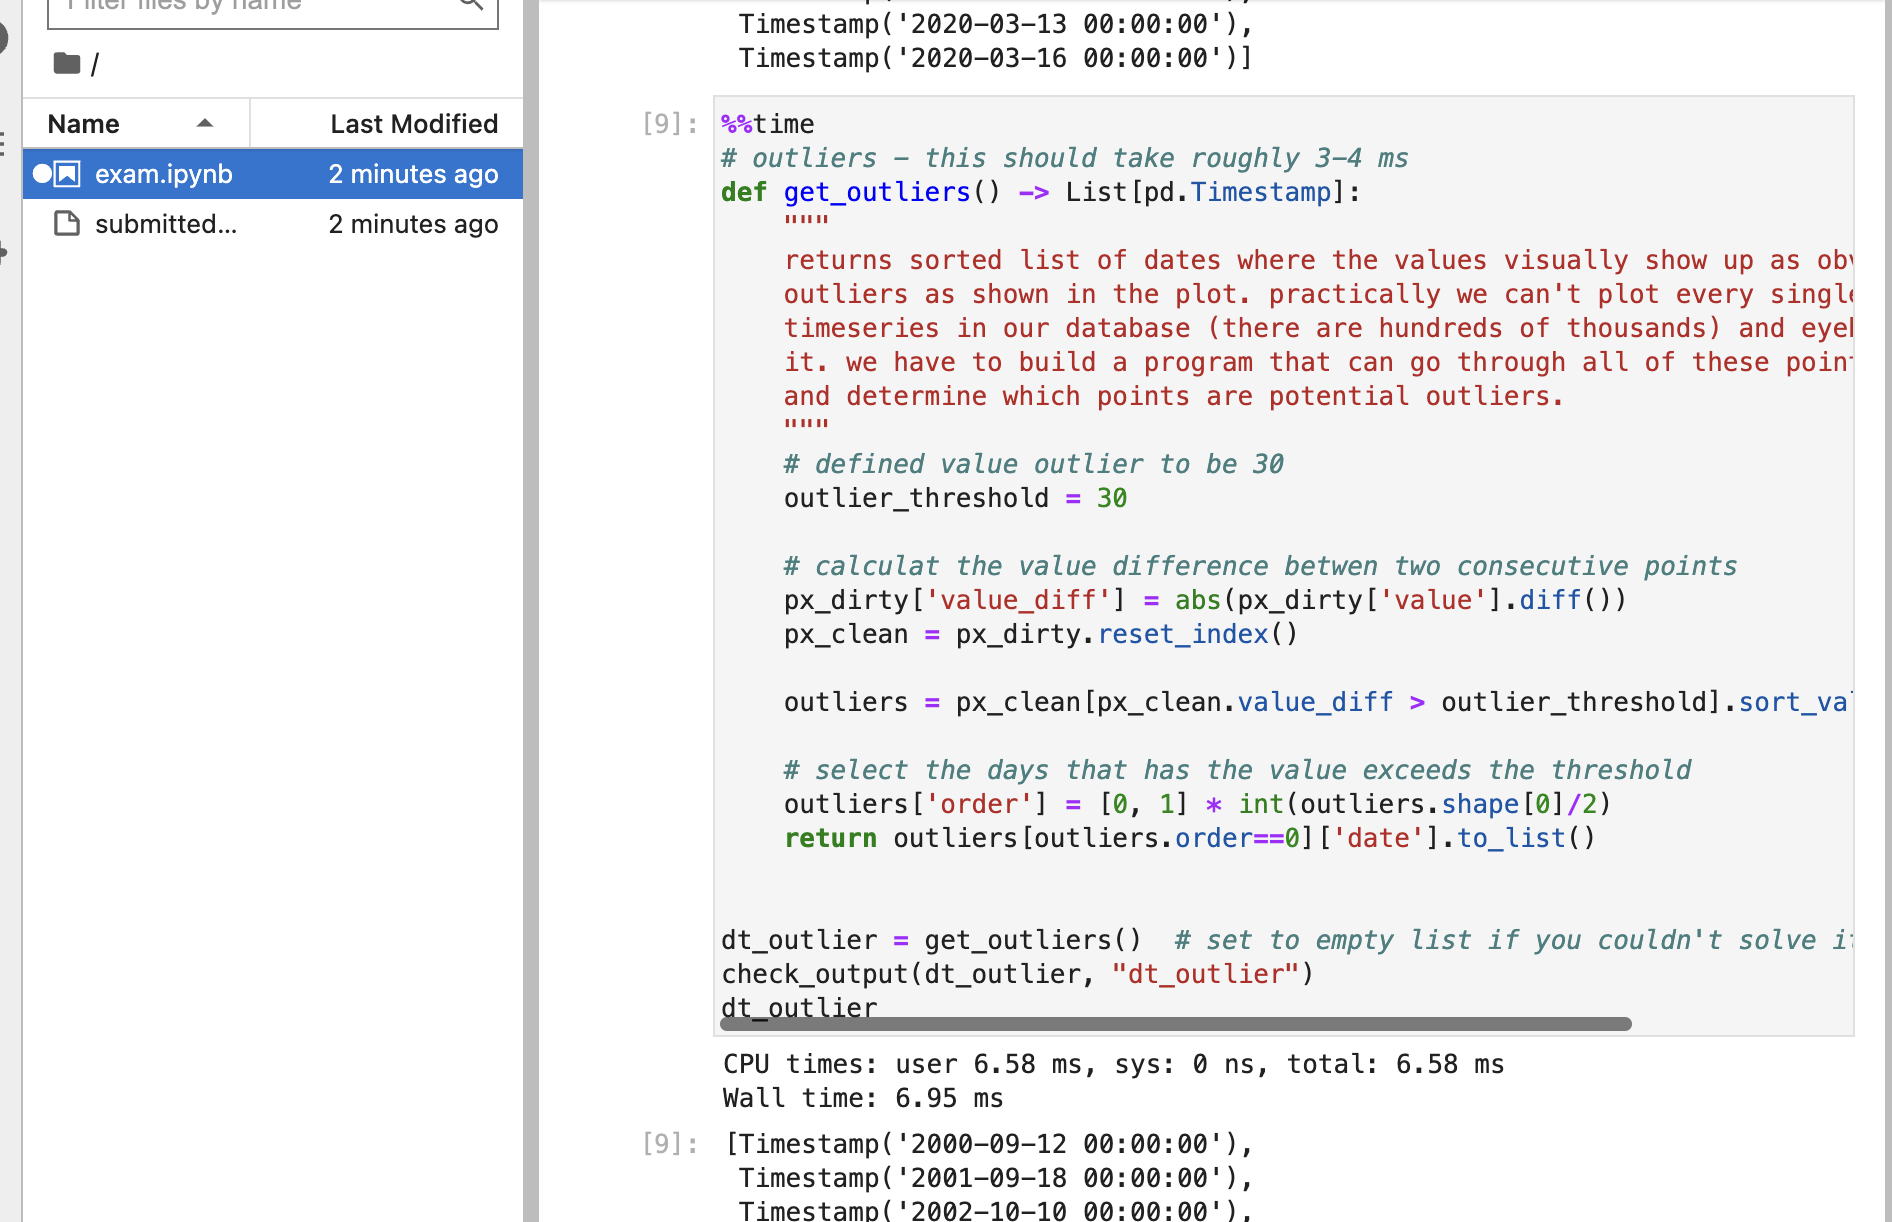 Filter files by name
/
Name
Last Modified
exam.ipynb
2 minutes ago
submitted...
2 minutes ago
Timestamp('2020-03-13 00:00:00'),
Timestamp('2020-03-16 00:00:00')]
[9]:
%%time
# outliers – this should take roughly 3–4 ms
def get_outliers() -> List[pd.Timestamp]:
"""
returns sorted list of dates where the values visually show up as
outliers as shown in the plot. practically we can't plot every single
timeseries in our database (there are hundreds of thousands) and
it. we have to build a program that can go through all of these
and determine which points are potential outliers.
"""
# defined value outlier to be 30
outlier_threshold = 30
# calculat the value difference betwen two consecutive points
px_dirty['value_diff'] = abs(px_dirty['value'].diff())
px_clean = px_dirty.reset_index()
outliers = px_clean[px_clean.value_diff > outlier_threshold].sort_va
# select the days that has the value exceeds the threshold
outliers['order'] = [0, 1] * int(outliers.shape[0]/2)
return outliers[outliers.order==0]['date'].to_list()
dt_outlier = get_outliers()  # set to empty list if you couldn't solve
check_output(dt_outlier, "dt_outlier")
dt_outlier
CPU times: user 6.58 ms, sys: 0 ns, total: 6.58 ms
Wall time: 6.95 ms
[9]:
[Timestamp('2000-09-12 00:00:00'),
Timestamp('2001-09-18 00:00:00'),
Timestamp('2002-10-10 00:00:00'),